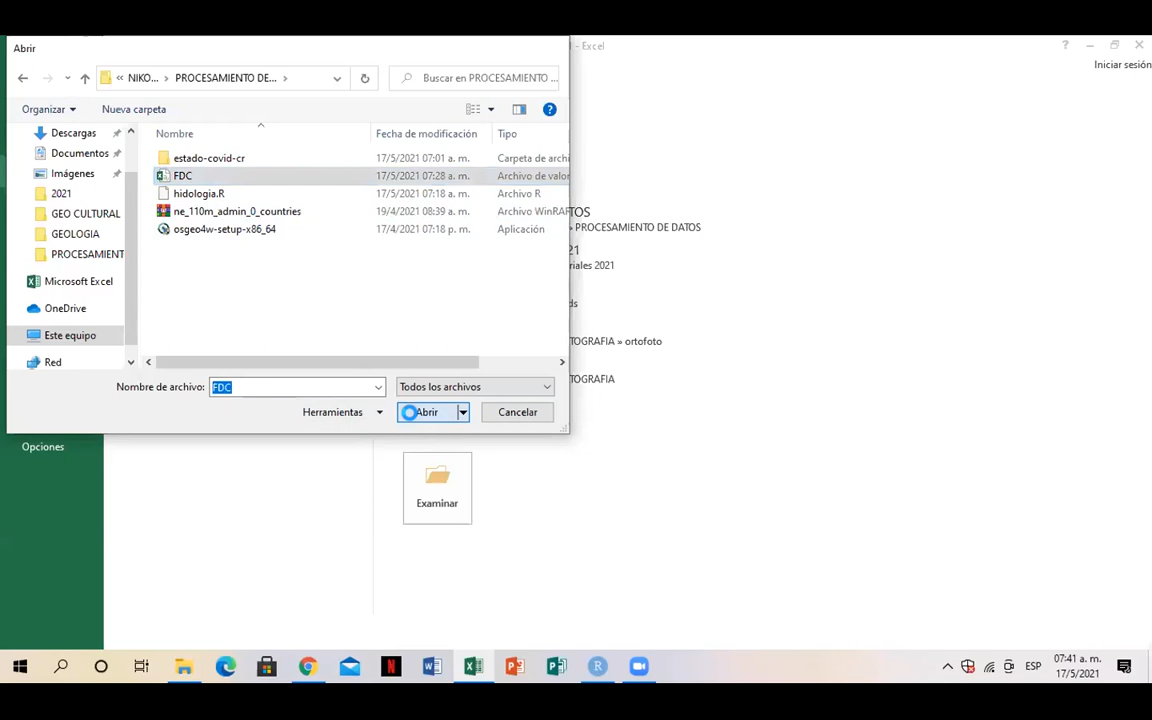 Abrir
- Excel
Iniciar sesión
« NIKO... › PROCESAMIENTO DE... ›
Buscar en PROCESAMIENTO ...
Organizar
Nueva carpeta
Nombre
Fecha de modificación
Tipo
Descargas
Documentos
Imágenes
2021
GEO CULTURAL
GEOLOGIA
PROCESAMIENT
Microsoft Excel
OneDrive
Este equipo
Red
estado-covid-cr 17/5/2021 07:01 a. m. Carpeta de archi
FDC 17/5/2021 07:28 a. m. Archivo de valor
hidologia.R 17/5/2021 07:18 a. m. Archivo R
ne_110m_admin_0_countries 19/4/2021 08:39 a. m. Archivo WinRAR
osgeo4w-setup-x86_64 17/4/2021 07:18 p. m. Aplicación
TOS
» PROCESAMIENTO DE DATOS
21
riales 2021
ds
TOGRAFIA » ortofoto
TOGRAFIA
Nombre de archivo: FDC
Todos los archivos
Herramientas
Abrir
Cancelar
Opciones
Examinar
ESP
07:41 a. m.
17/5/2021